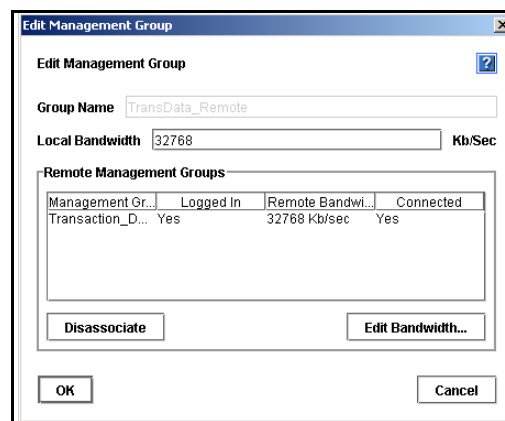 Edit Management Group
Edit Management Group ?
Group Name TransData_Remote
Local Bandwidth 32768 Kb/Sec
Remote Management Groups
Management Gr... Logged In Remote Bandwi... Connected
Transaction_D... Yes 32768 Kb/sec Yes
Disassociate Edit Bandwidth...
OK Cancel